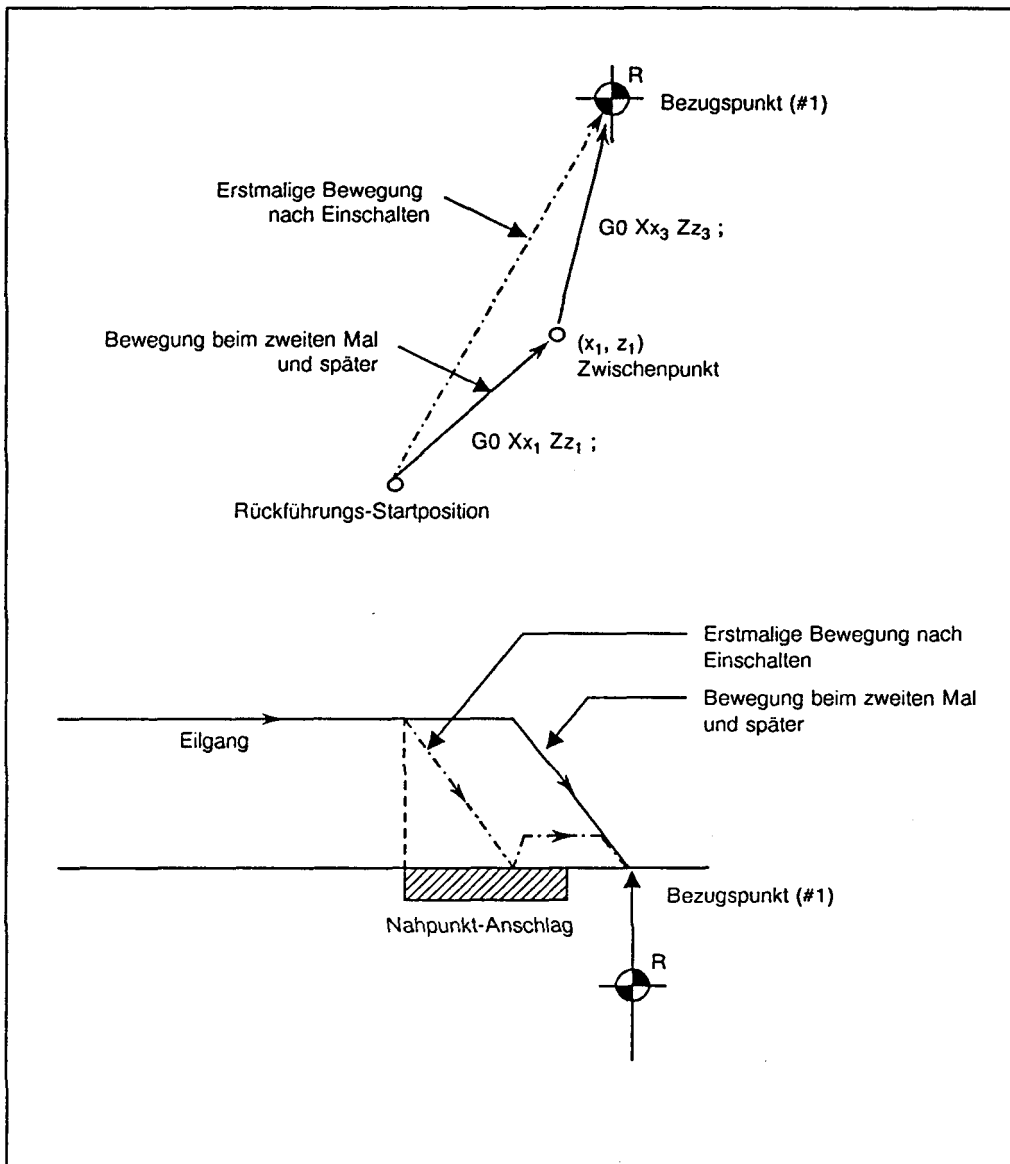 R
Bezugspunkt (#1)
Erstmalige Bewegung
nach Einschalten
G0 Xx₃ Zz₃ ;
Bewegung beim zweiten Mal
und später
(x₁, z₁)
Zwischenpunkt
G0 Xx₁ Zz₁ ;
Rückführungs-Startposition
Erstmalige Bewegung nach
Einschalten
Bewegung beim zweiten Mal
und später
Eilgang
Nahpunkt-Anschlag
Bezugspunkt (#1)
R